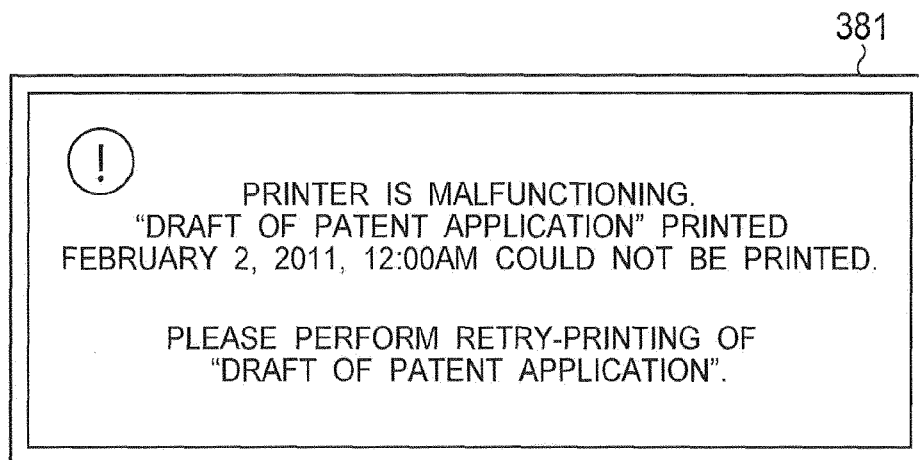 381
!
PRINTER IS MALFUNCTIONING.
“DRAFT OF PATENT APPLICATION” PRINTED
FEBRUARY 2, 2011, 12:00AM COULD NOT BE PRINTED.
PLEASE PERFORM RETRY-PRINTING OF
“DRAFT OF PATENT APPLICATION”.